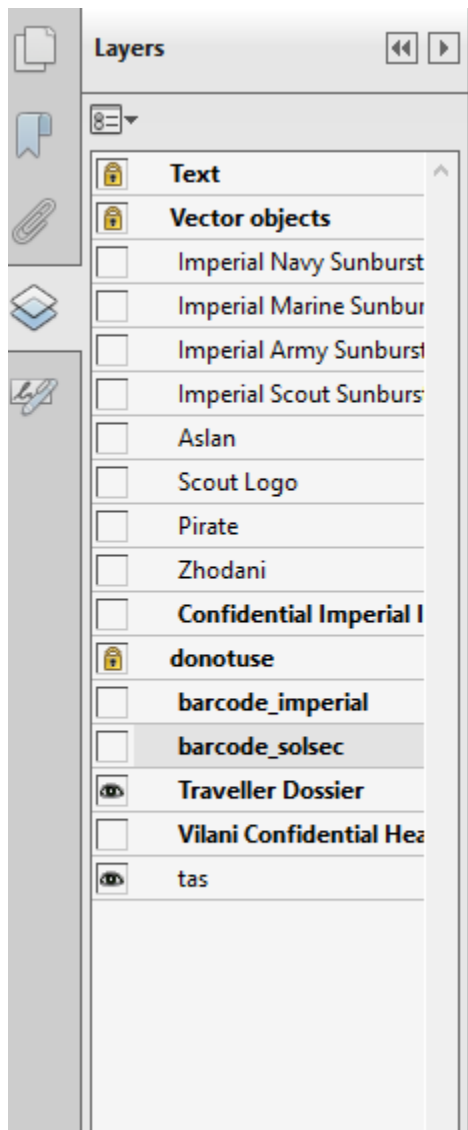 Layers
Text
Vector objects
Imperial Navy Sunburst
Imperial Marine Sunbur
Imperial Army Sunburst
Imperial Scout Sunburs
Aslan
Scout Logo
Pirate
Zhodani
Confidential Imperial I
donotuse
barcode_imperial
barcode_solsec
Traveller Dossier
Vilani Confidential Hea
tas